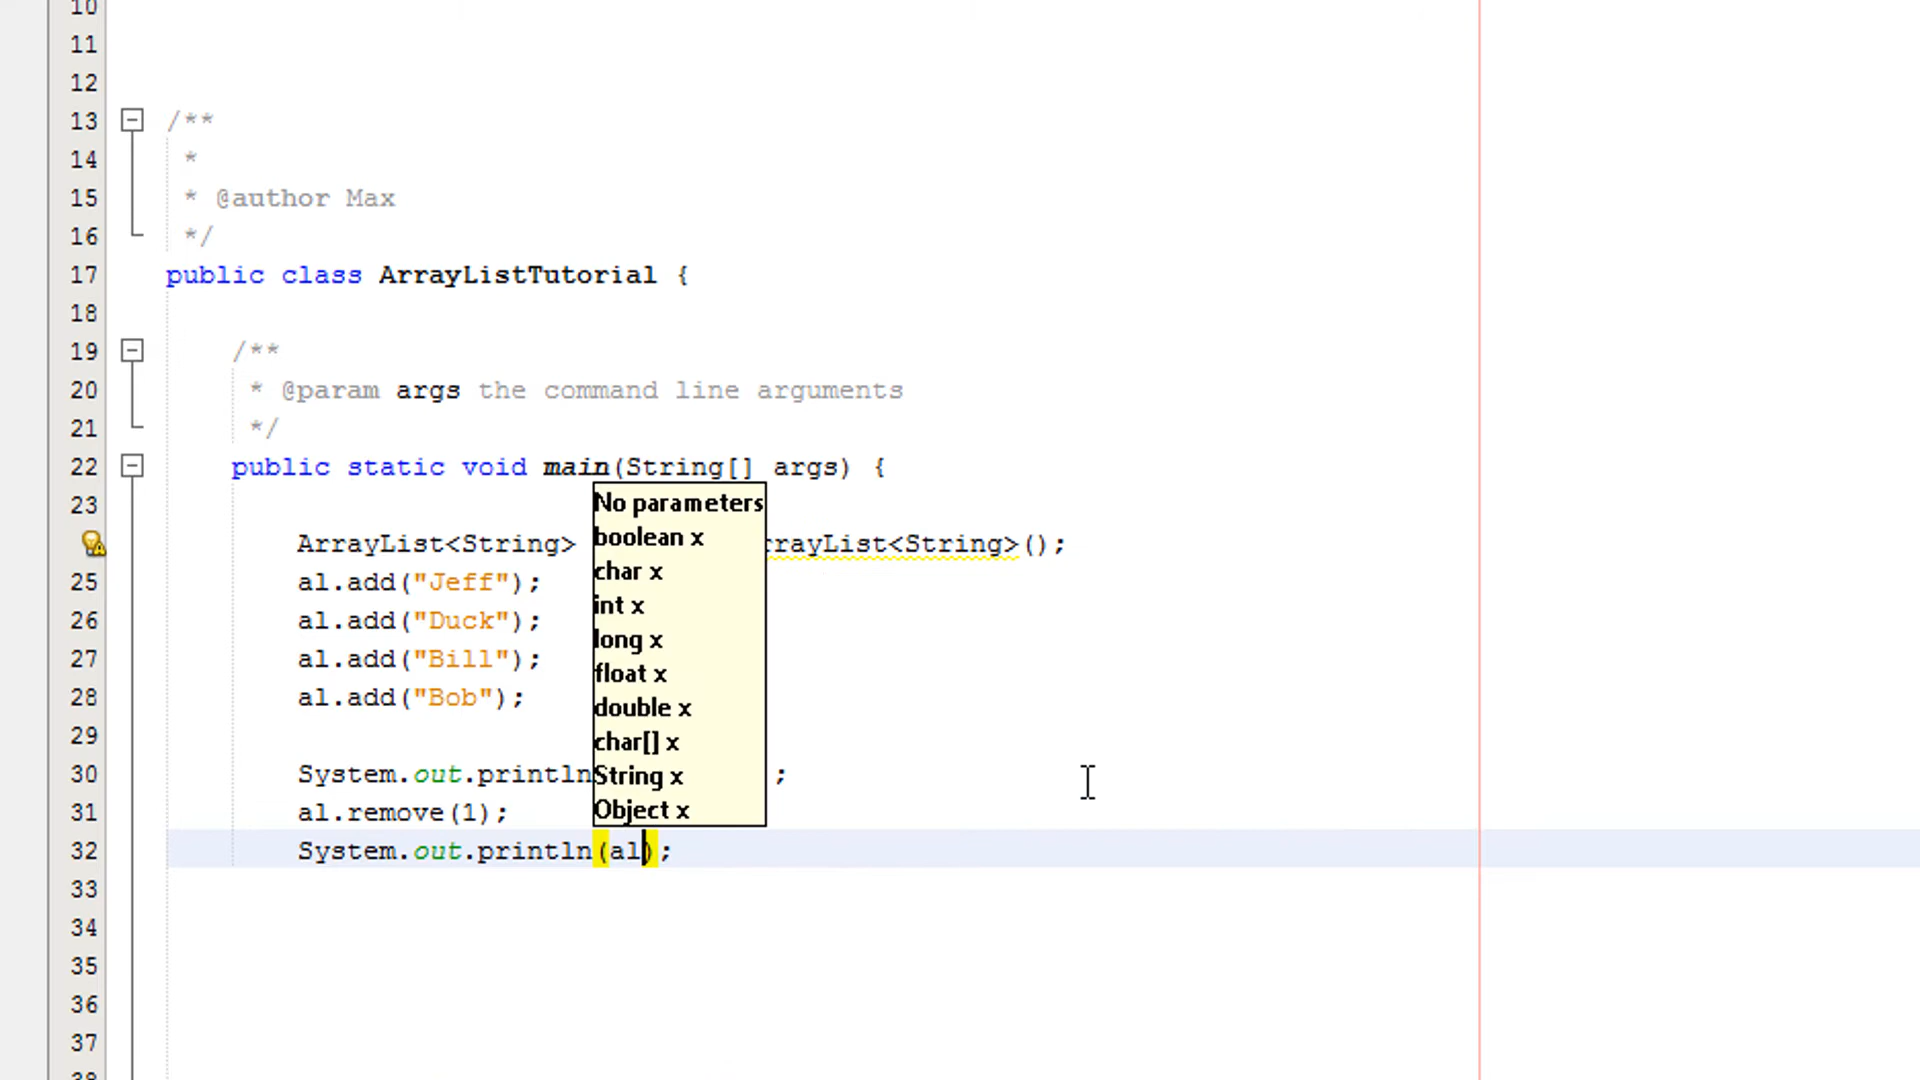 10
11
12
13 /**
14 *
15 * @author Max
16 */
17 public class ArrayListTutorial {
18
19 /**
20 * @param args the command line arguments
21 */
22 public static void main(String[] args) {
23 No parameters
boolean x
ArrayList<String> rrayList<String>();
char x
25 al.add("Jeff");
int x
26 al.add("Duck");
long x
27 al.add("Bill");
float x
28 al.add("Bob");
double x
29 char[] x
30 System.out.println ;
String x
31 al.remove(1);
Object x
32 System.out.println(al);
33
34
35
36
37